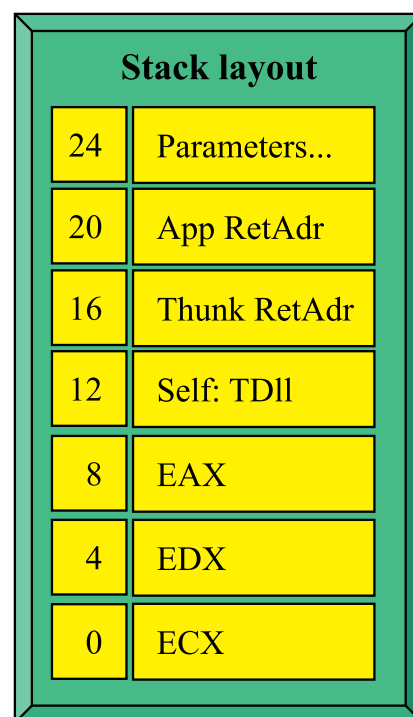 Stack layout
24 Parameters...
20 App RetAdr
16 Thunk RetAdr
12 Self: TDll
8 EAX
4 EDX
0 ECX